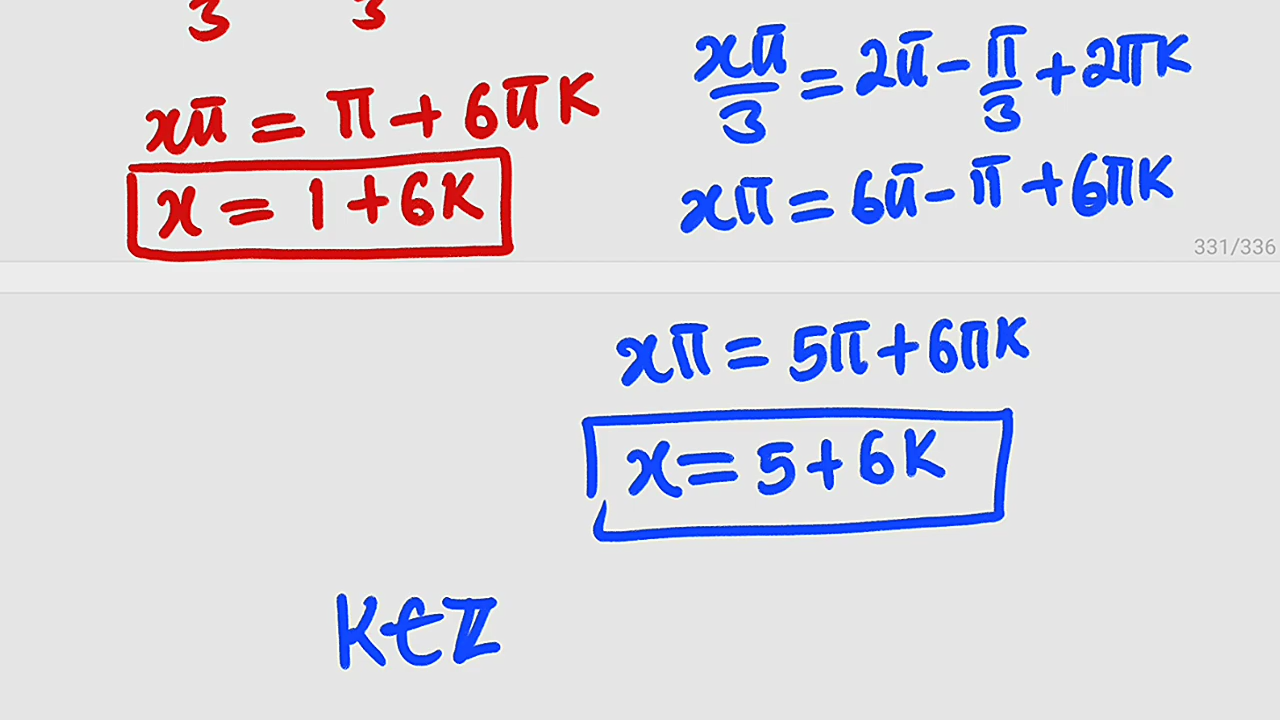 3 3
xπ = π + 6πK
x = 1 + 6K
xπ/3 = 2π - π/3 + 2πK
xπ = 6π - π + 6πK
331/336
xπ = 5π + 6πK
x = 5 + 6K
K ∈ ℤ